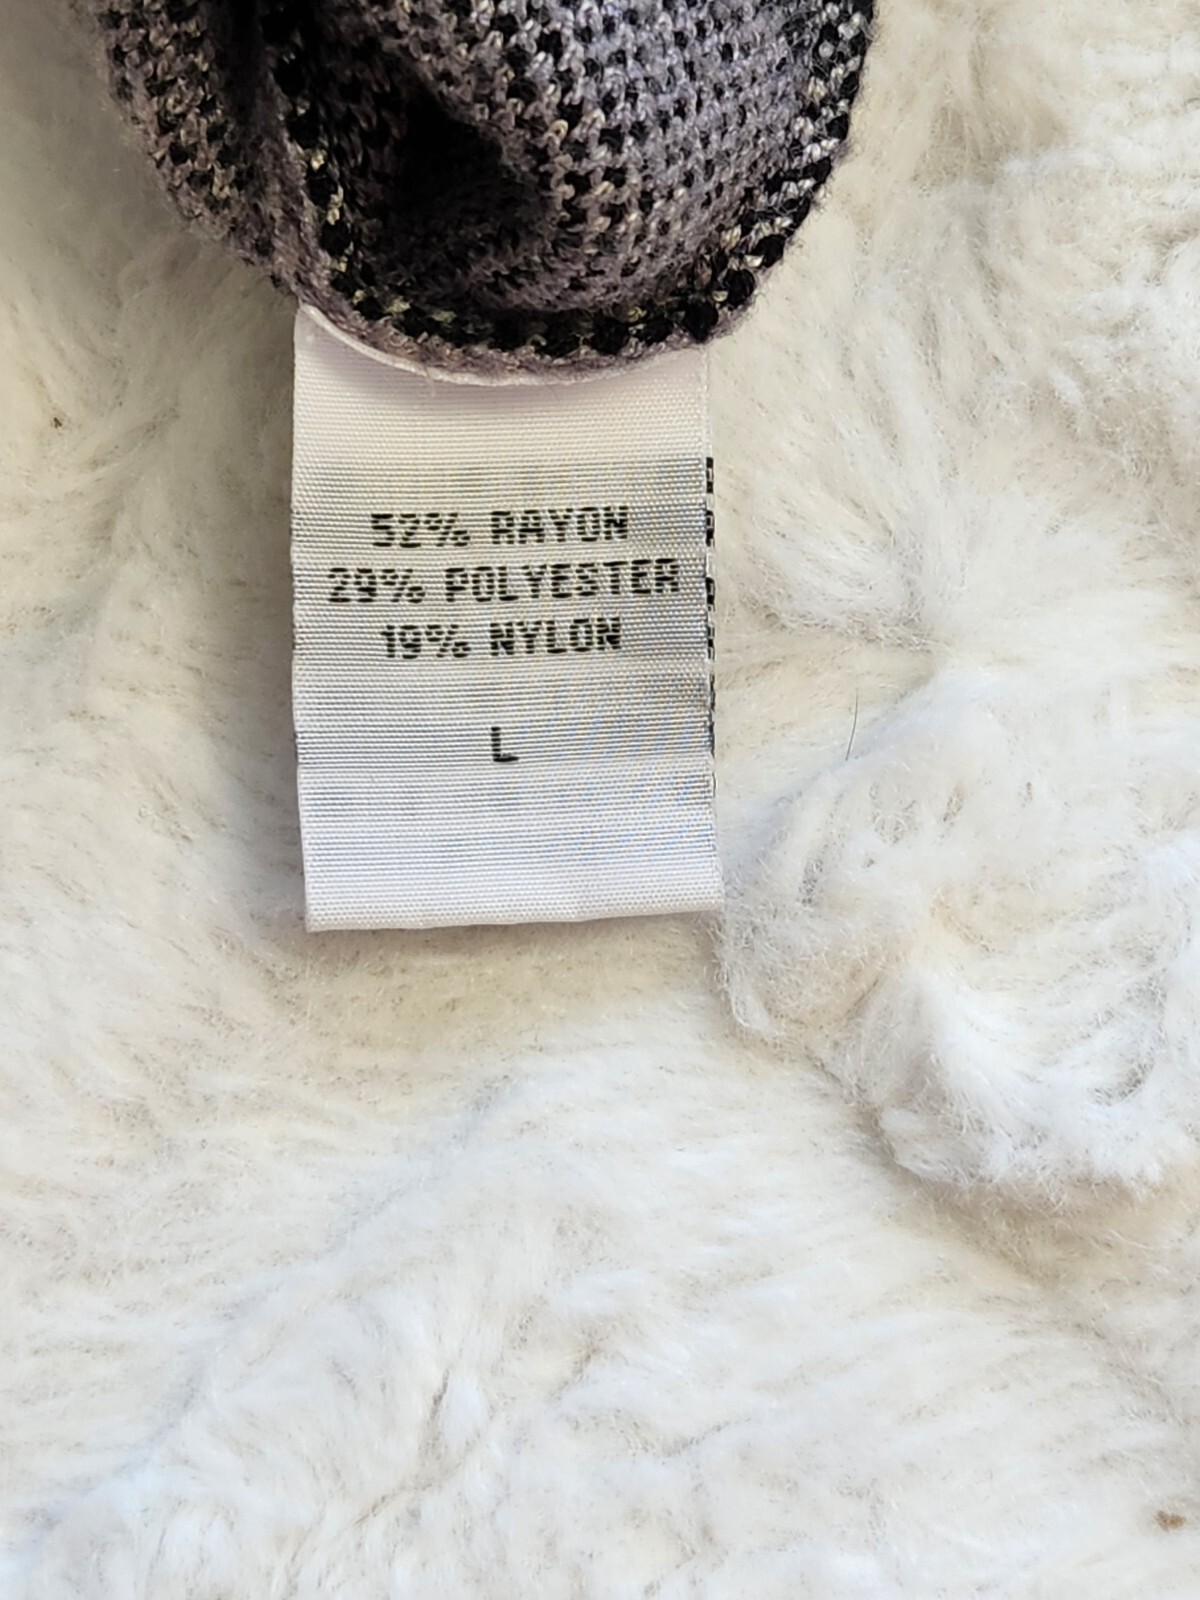 52% RAYON
29% POLYESTER
19% NYLON
L